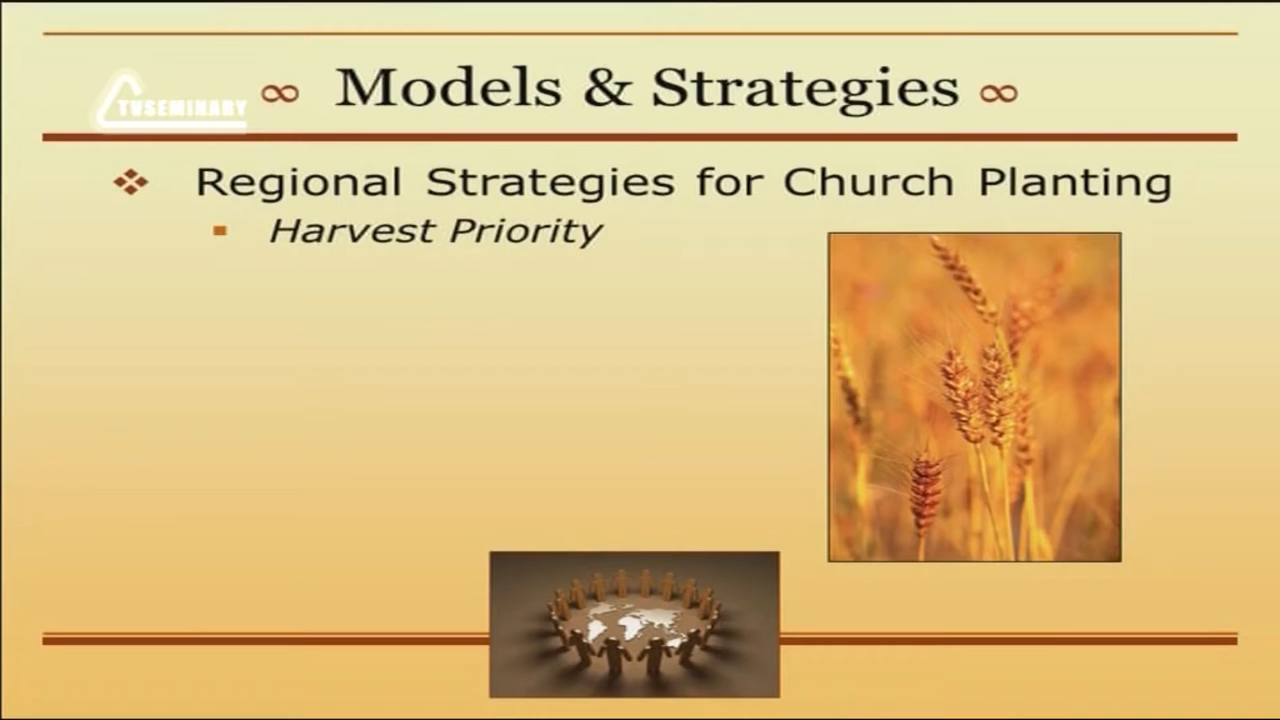 TVSEMINARY
∞ Models & Strategies ∞
❖ Regional Strategies for Church Planting
▪ Harvest Priority